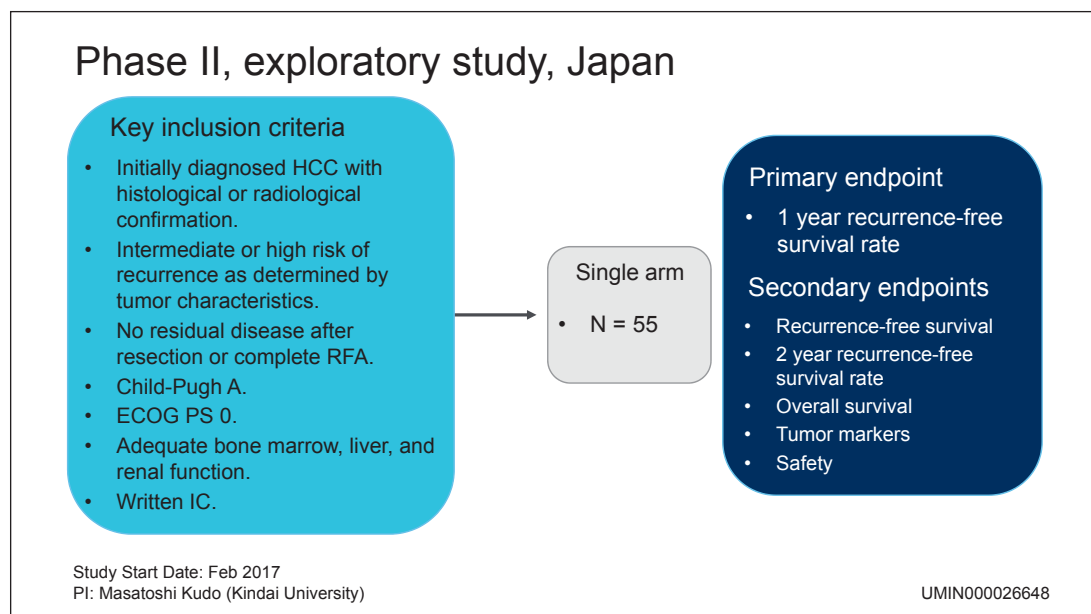 Phase II, exploratory study, Japan
Key inclusion criteria
• Initially diagnosed HCC with
histological or radiological
confirmation.
• Intermediate or high risk of
recurrence as determined by
tumor characteristics.
• No residual disease after
resection or complete RFA.
• Child-Pugh A.
• ECOG PS 0.
• Adequate bone marrow, liver, and
renal function.
• Written IC.
Single arm
• N = 55
Primary endpoint
• 1 year recurrence-free
survival rate
Secondary endpoints
• Recurrence-free survival
• 2 year recurrence-free
survival rate
• Overall survival
• Tumor markers
• Safety
Study Start Date: Feb 2017
PI: Masatoshi Kudo (Kindai University)
UMIN000026648